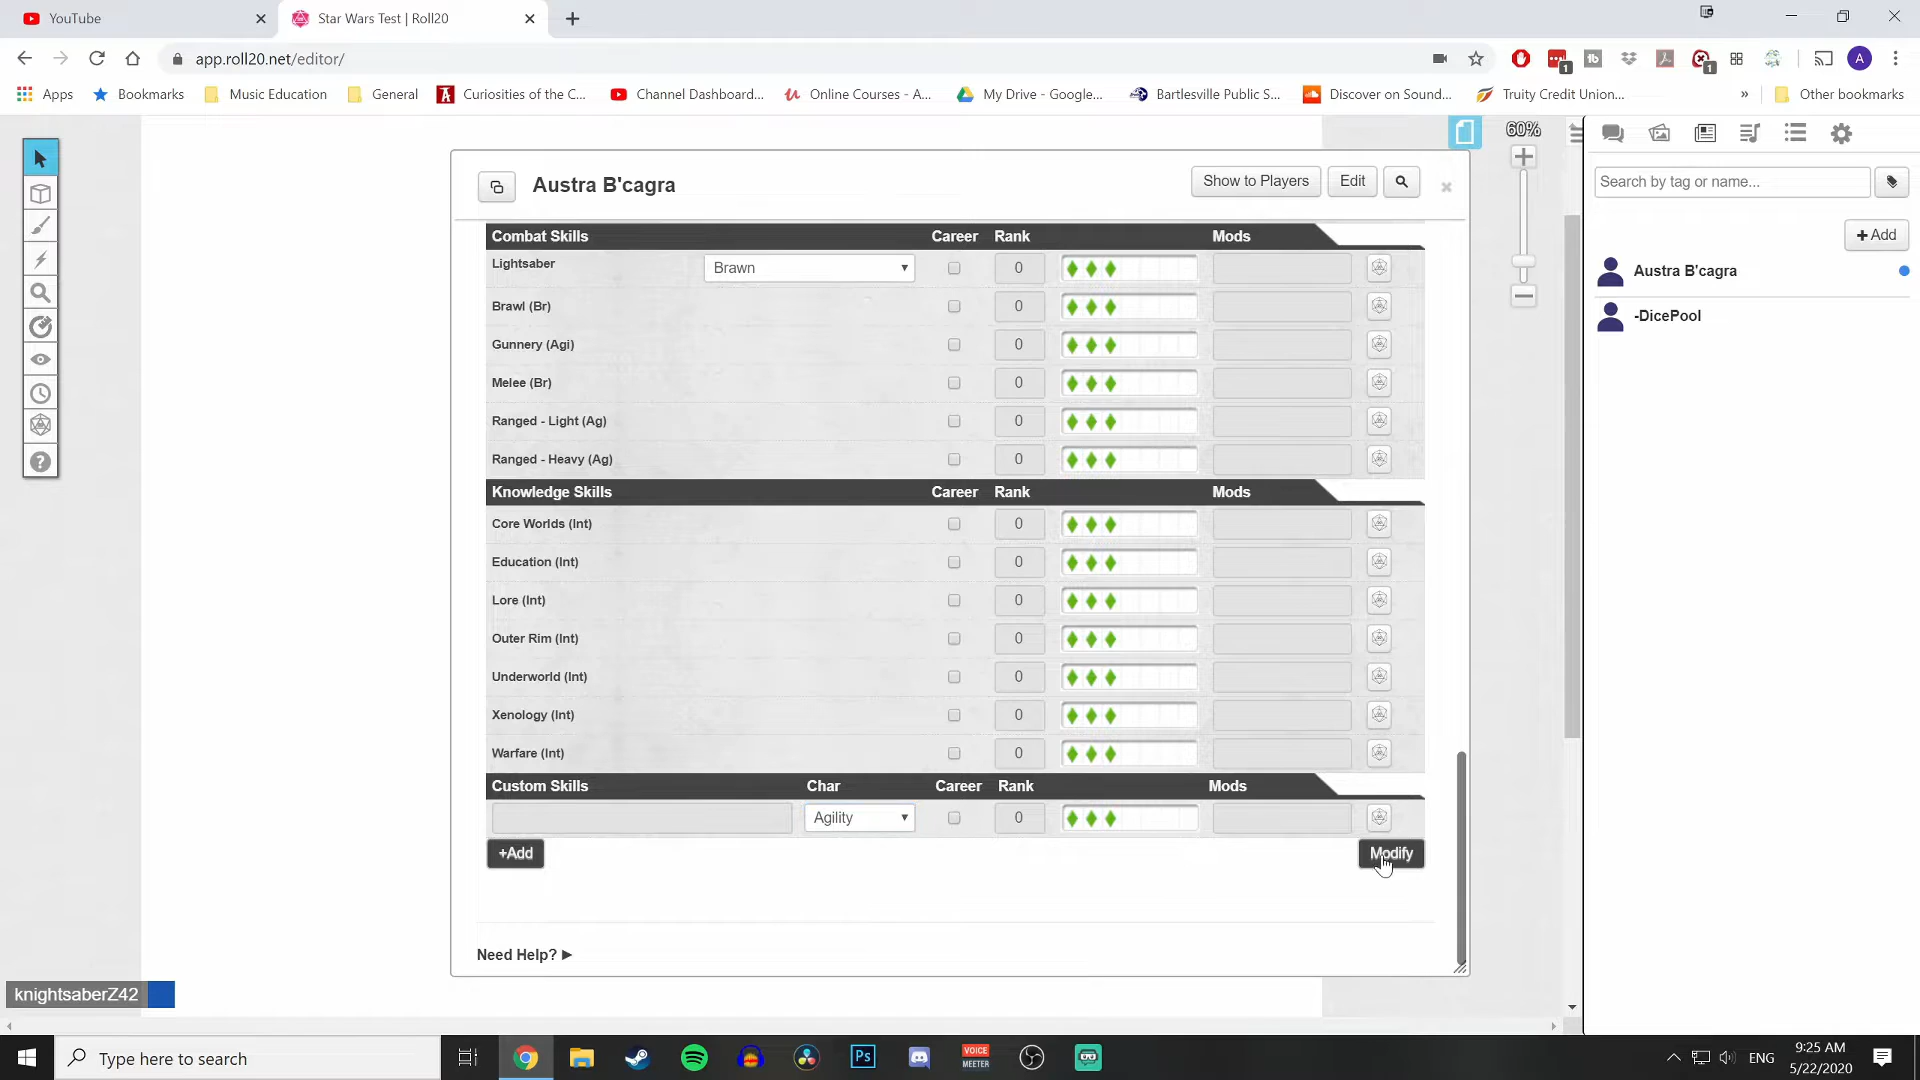 YouTube
Star Wars Test | Roll20
app.roll20.net/editor/
1
1
A
Apps
Bookmarks
Music Education
General
Curiosities of the C...
Channel Dashboard...
Online Courses - A...
My Drive - Google...
Bartlesville Public S...
Discover on Sound...
Truity Credit Union...
»
Other bookmarks
60%
Austra B'cagra
Show to Players
Edit
Search by tag or name...
+ Add
Austra B'cagra
-DicePool
Combat Skills Career Rank Mods
Lightsaber Brawn 0
Brawl (Br) 0
Gunnery (Agi) 0
Melee (Br) 0
Ranged - Light (Ag) 0
Ranged - Heavy (Ag) 0
Knowledge Skills Career Rank Mods
Core Worlds (Int) 0
Education (Int) 0
Lore (Int) 0
Outer Rim (Int) 0
Underworld (Int) 0
Xenology (Int) 0
Warfare (Int) 0
Custom Skills Char Career Rank Mods
Agility 0
+Add Modify
Need Help?
knightsaberZ42
Type here to search
Ps
VOICE
MEETER
ENG
9:25 AM
5/22/2020